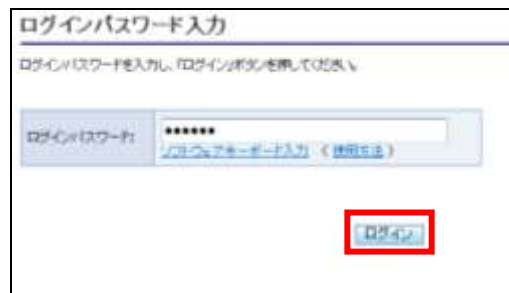 ログインパスワード入力
ログインパスワードを入力し、「ログイン」ボタンを押してください。
ログインパスワード: ●●●●●●
ソフトウェアキーボード入力 《使用方法》
ログイン